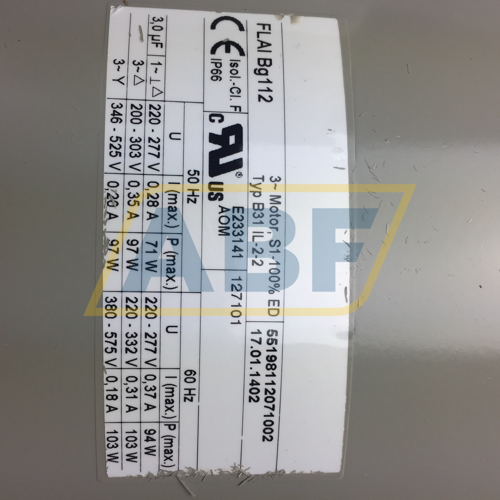 FLAI Bg112
3~ Motor S1-100% ED 55198112071002
Typ B31 IL-2-2 17.01.1402
CE Isol.-Cl. F
IP66
c RU ® US E233141 127101
AOM
50 Hz 60 Hz
U I (max.) P (max.) U I (max.) P (max.)
3,0 µF 1~ ⊥ △ 220 - 277 V 0,28 A 71 W 220 - 277 V 0,37 A 94 W
3~ △ 200 - 303 V 0,35 A 97 W 220 - 332 V 0,31 A 103 W
3~ Y 346 - 525 V 0,20 A 97 W 380 - 575 V 0,18 A 103 W
ABF